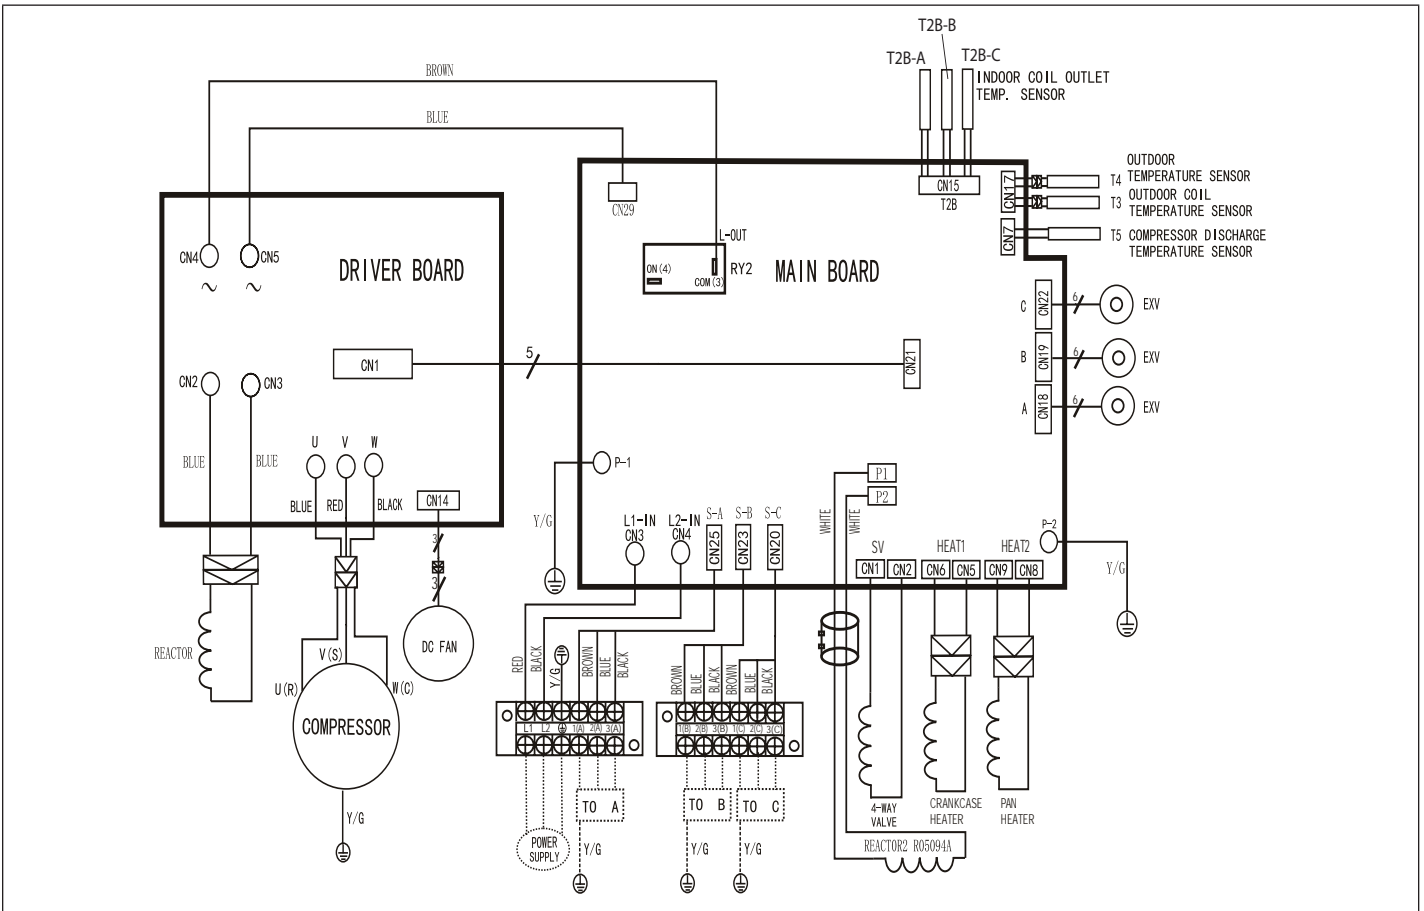 T2B-B
T2B-A
T2B-C
INDOOR COIL OUTLET
TEMP. SENSOR
BROWN
BLUE
CN15
T2B
CN17
CN7
OUTDOOR
T4 TEMPERATURE SENSOR
T3 OUTDOOR COIL
TEMPERATURE SENSOR
T5 COMPRESSOR DISCHARGE
TEMPERATURE SENSOR
CN29
L-OUT
ON(4)
COM(3)
RY2
CN4
CN5
~
~
DRIVER BOARD
MAIN BOARD
C
CN22
6
EXV
B
CN19
6
EXV
A
CN18
6
EXV
CN1
5
CN21
CN2
CN3
BLUE
BLUE
U
V
W
BLUE
RED
BLACK
CN14
3
3
P-1
Y/G
L1-IN
CN3
L2-IN
CN4
S-A
CN25
S-B
CN23
S-C
CN20
P1
P2
WHITE
WHITE
SV
CN1
CN2
HEAT1
CN6
CN5
HEAT2
CN9
CN8
P-2
Y/G
REACTOR
V(S)
U(R)
W(C)
COMPRESSOR
Y/G
DC FAN
RED
BLACK
Y/G
BROWN
BLUE
BLACK
BROWN
BLUE
BLACK
BROWN
BLUE
BLACK
L1
L2
1(A)
2(A)
3(A)
1(B)
2(B)
3(B)
1(C)
2(C)
3(C)
POWER
SUPPLY
TO A
TO B
TO C
Y/G
Y/G
Y/G
4-WAY
VALVE
CRANKCASE
HEATER
PAN
HEATER
REACTOR2 R05094A